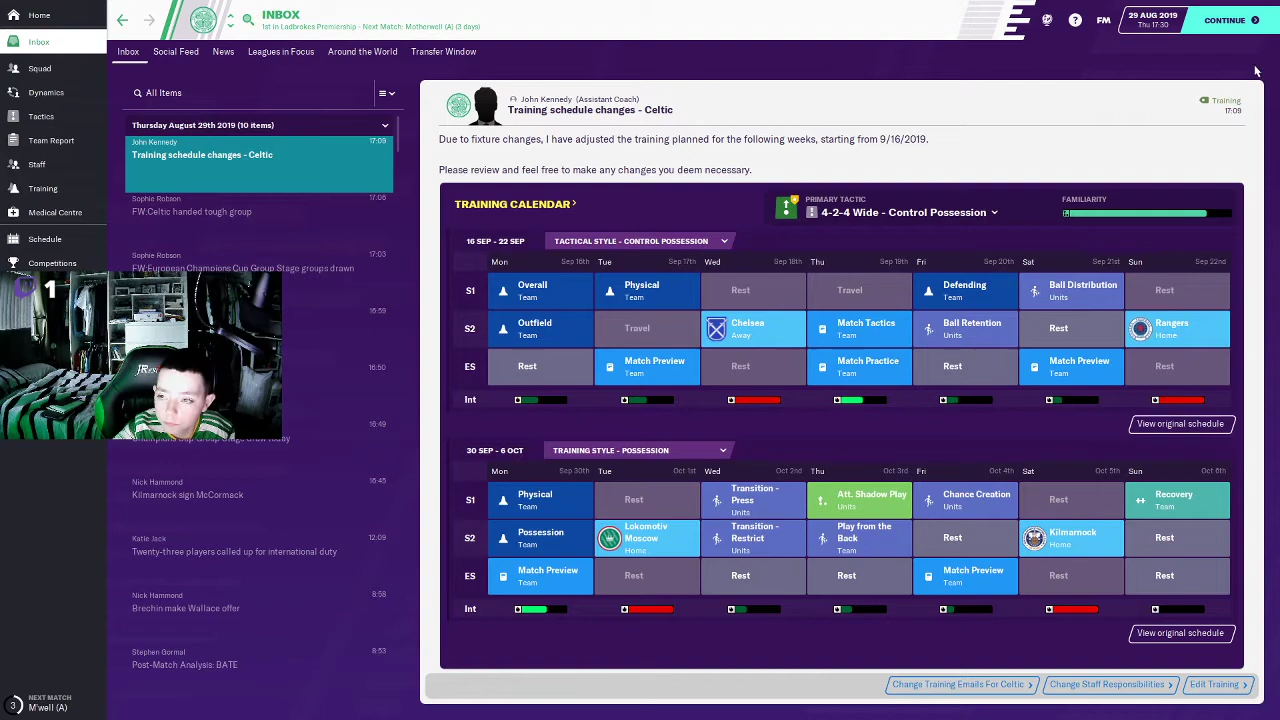 Home
Inbox
Squad
Dynamics
Tactics
Team Report
Staff
Training
Medical Centre
Schedule
Competitions
NEXT MATCH
3
M'well (A)
INBOX
1st in Ladbrokes Premiership - Next Match: Motherwell (A) (3 days)
?
FM
29 AUG 2019
Thu 17:30
CONTINUE
Inbox Social Feed News Leagues in Focus Around the World Transfer Window
All Items
Thursday August 29th 2019 (10 items)
John Kennedy 17:09
Training schedule changes - Celtic
Sophie Robson 17:06
FW:Celtic handed tough group
Sophie Robson 17:03
FW:European Champions Cup Group Stage groups drawn
16:59
16:50
16:49
Champions Cup Group Stage draw today
Nick Hammond 16:45
Kilmarnock sign McCormack
Katie Jack 12:09
Twenty-three players called up for international duty
Nick Hammond 8:58
Brechin make Wallace offer
Stephen Gormal 8:53
Post-Match Analysis: BATE
1
John Kennedy (Assistant Coach)
Training schedule changes - Celtic
Training
17:09
Due to fixture changes, I have adjusted the training planned for the following weeks, starting from 9/16/2019.
Please review and feel free to make any changes you deem necessary.
TRAINING CALENDAR
PRIMARY TACTIC
4-2-4 Wide - Control Possession
FAMILIARITY
16 SEP - 22 SEP TACTICAL STYLE - CONTROL POSSESSION
Mon Sep 16th Tue Sep 17th Wed Sep 18th Thu Sep 19th Fri Sep 20th Sat Sep 21st Sun Sep 22nd
S1 Overall Physical Rest Travel Defending Ball Distribution Rest
Team Team Team Units
S2 Outfield Travel Chelsea Match Tactics Ball Retention Rest Rangers
Team Away Team Units Home
ES Rest Match Preview Rest Match Practice Rest Match Preview Rest
Team Team Team
Int
View original schedule
30 SEP - 6 OCT TRAINING STYLE - POSSESSION
Mon Sep 30th Tue Oct 1st Wed Oct 2nd Thu Oct 3rd Fri Oct 4th Sat Oct 5th Sun Oct 6th
S1 Physical Rest Transition - Press Att. Shadow Play Chance Creation Rest Recovery
Team Units Units Units Team
S2 Possession Lokomotiv Moscow Transition - Restrict Play from the Back Rest Kilmarnock Rest
Team Home Units Team Home
ES Match Preview Rest Rest Rest Match Preview Rest Rest
Team Team
Int
View original schedule
Change Training Emails For Celtic Change Staff Responsibilities Edit Training